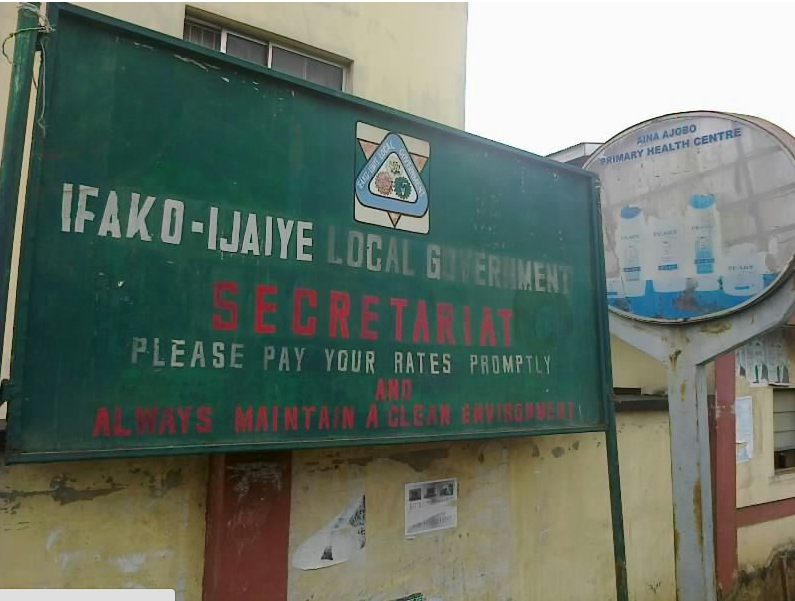 IFAKO-IJAIYE LOCAL GOVERNMENT
SECRETARIAT
PLEASE PAY YOUR RATES PROMPTLY
AND
ALWAYS MAINTAIN A CLEAN ENVIRONMENT
AINA AJOBO
PRIMARY HEALTH CENTRE